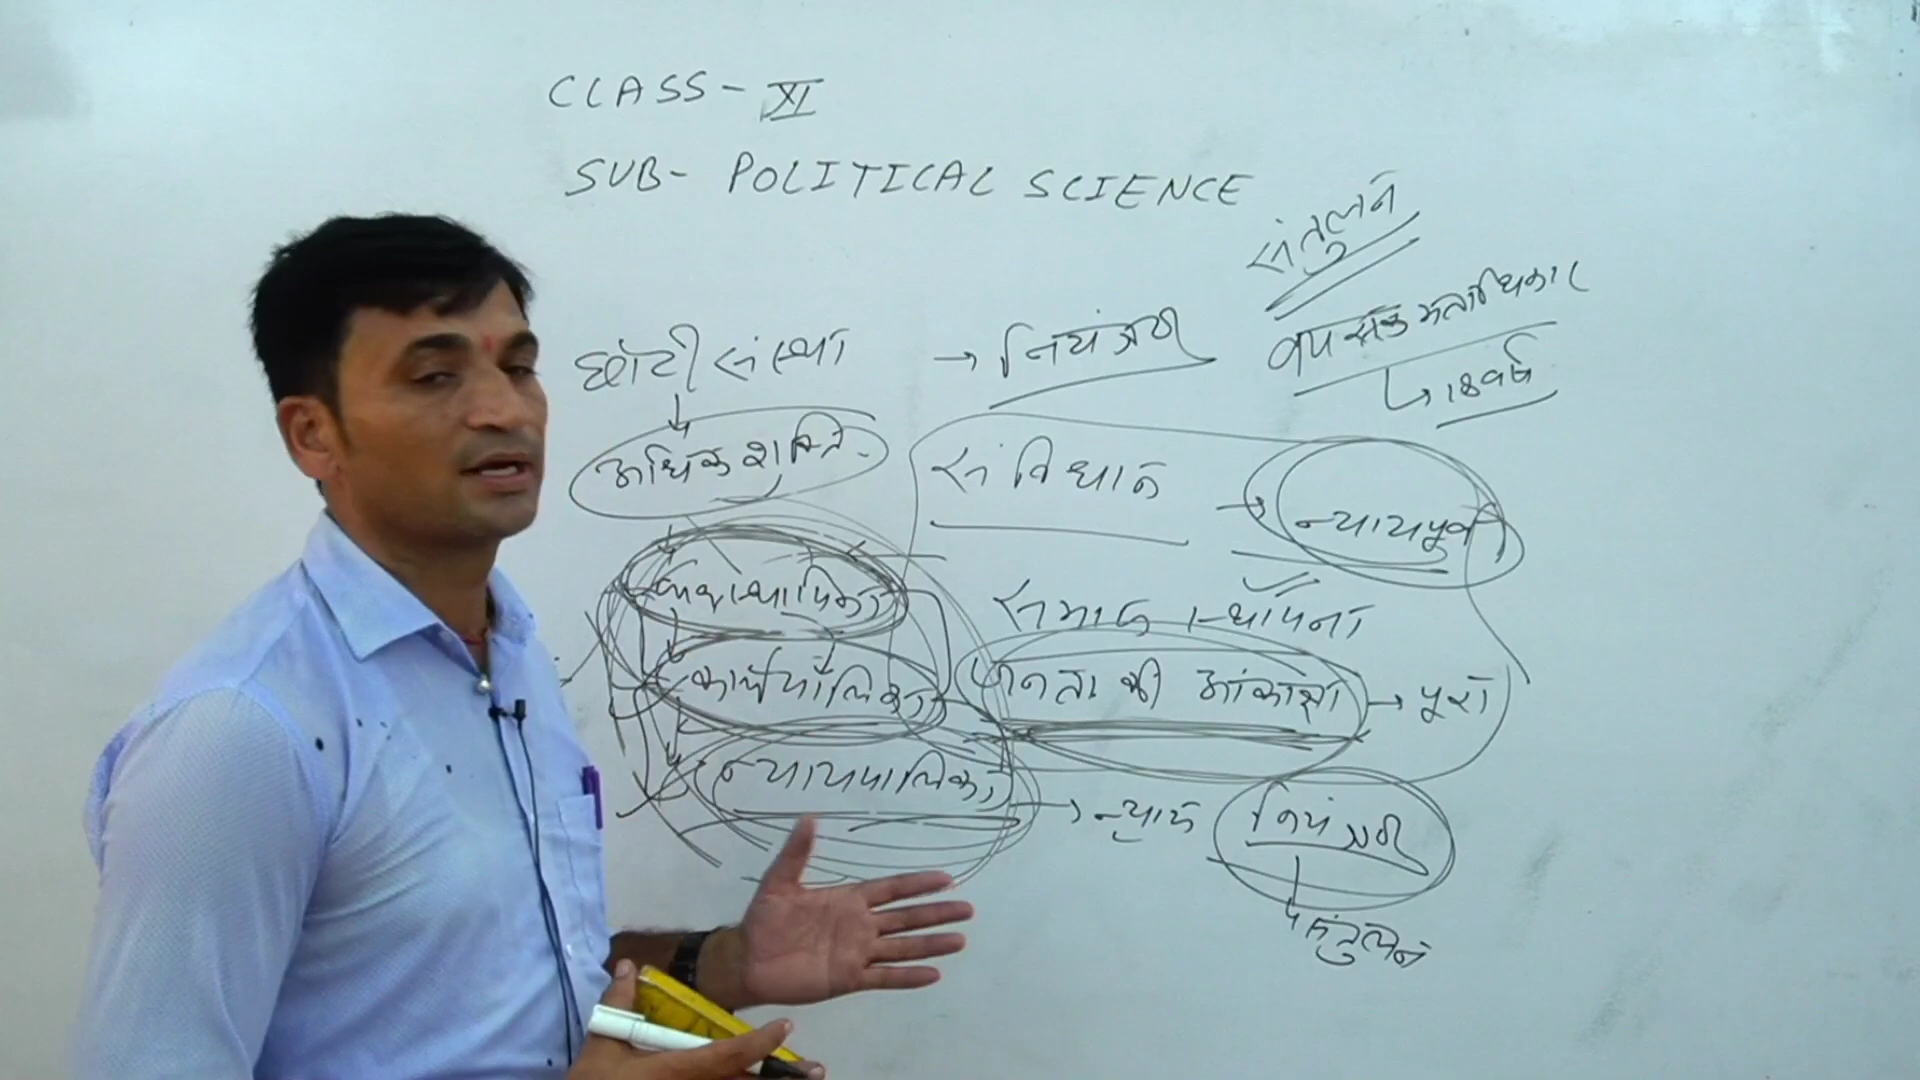 CLASS - XI
SUB- POLITICAL SCIENCE
संतुलन
छोटी संस्था → नियंत्रण
वयस्क मताधिकार
↳ 18 वर्ष
अधिक शक्ति
संविधान → न्यायपूर्ण
व्यवस्थापिका
समाज स्थापना
कार्यपालिका
जनता की आकांक्षा → पूरा
न्यायपालिका → न्याय
नियंत्रण
संतुलन